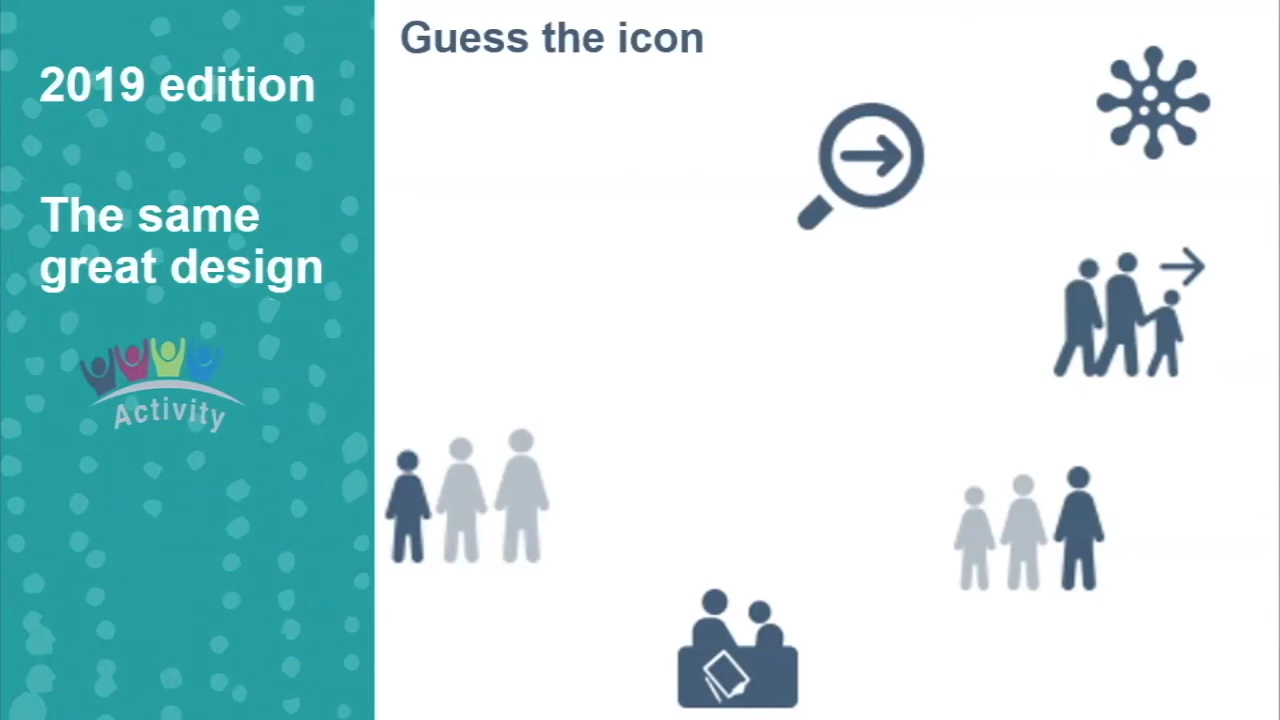 2019 edition
The same
great design
Activity
Guess the icon